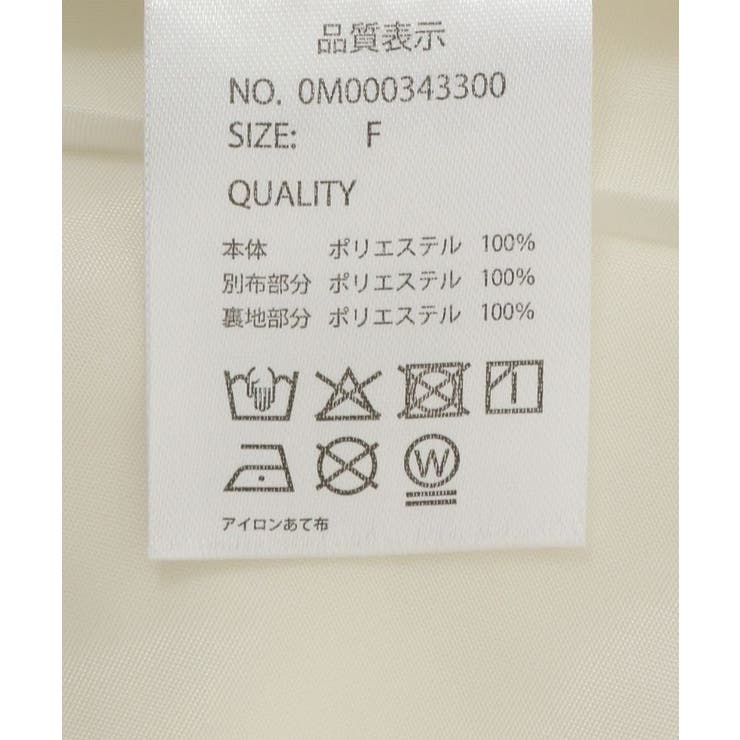 品質表示
NO. 0M000343300
SIZE: F
QUALITY
本体 ポリエステル 100%
別布部分 ポリエステル 100%
裏地部分 ポリエステル 100%
W
アイロンあて布